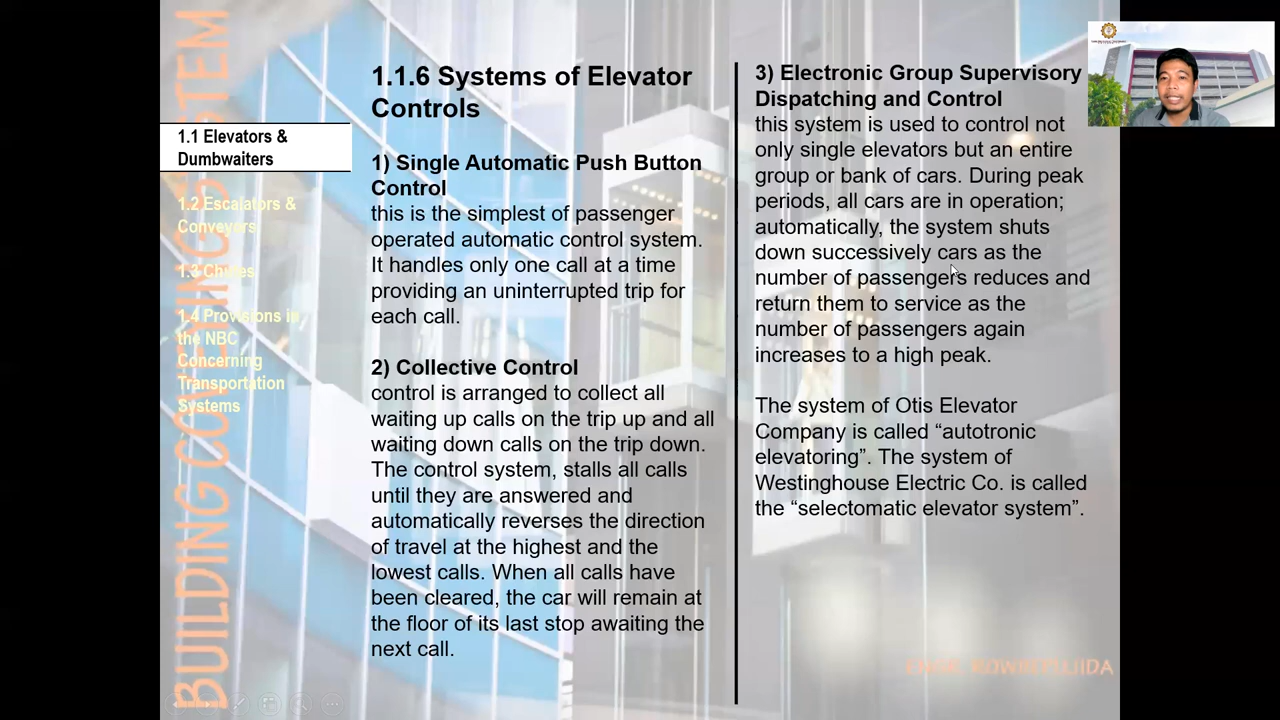 BUILDING COVERING SYSTEM
1.1 Elevators &
Dumbwaiters
1.2 Escalators &
Conveyors
1.3 Chutes
1.4 Provisions in
the NBC
Concerning
Transportation
Systems
1.1.6 Systems of Elevator
Controls
1) Single Automatic Push Button
Control
this is the simplest of passenger
operated automatic control system.
It handles only one call at a time
providing an uninterrupted trip for
each call.
2) Collective Control
control is arranged to collect all
waiting up calls on the trip up and all
waiting down calls on the trip down.
The control system, stalls all calls
until they are answered and
automatically reverses the direction
of travel at the highest and the
lowest calls. When all calls have
been cleared, the car will remain at
the floor of its last stop awaiting the
next call.
3) Electronic Group Supervisory
Dispatching and Control
this system is used to control not
only single elevators but an entire
group or bank of cars. During peak
periods, all cars are in operation;
automatically, the system shuts
down successively cars as the
number of passengers reduces and
return them to service as the
number of passengers again
increases to a high peak.
The system of Otis Elevator
Company is called “autotronic
elevatoring”. The system of
Westinghouse Electric Co. is called
the “selectomatic elevator system”.